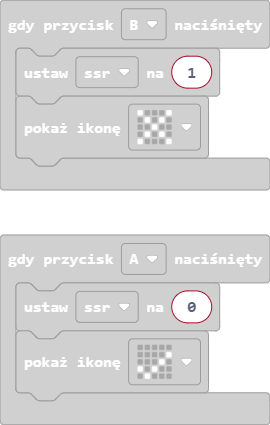 gdy przycisk B naciśnięty
ustaw ssr na 1
pokaż ikonę
gdy przycisk A naciśnięty
ustaw ssr na 0
pokaż ikonę